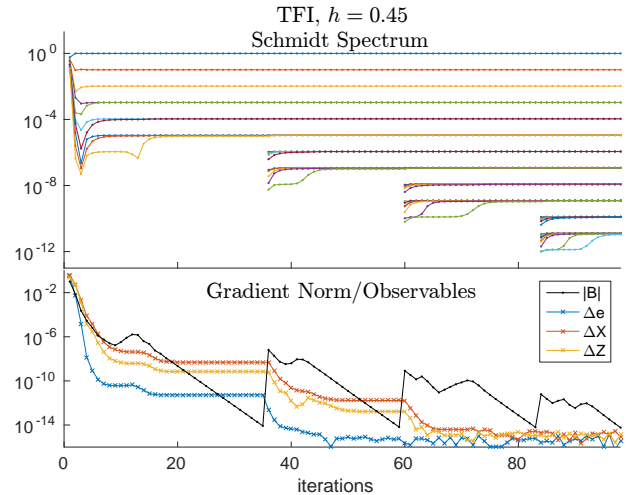 TFI, h = 0.45
Schmidt Spectrum
10^0
10^-4
10^-8
10^-12
Gradient Norm/Observables
|B|
Δe
ΔX
ΔZ
10^-2
10^-6
10^-10
10^-14
0 20 40 60 80
iterations